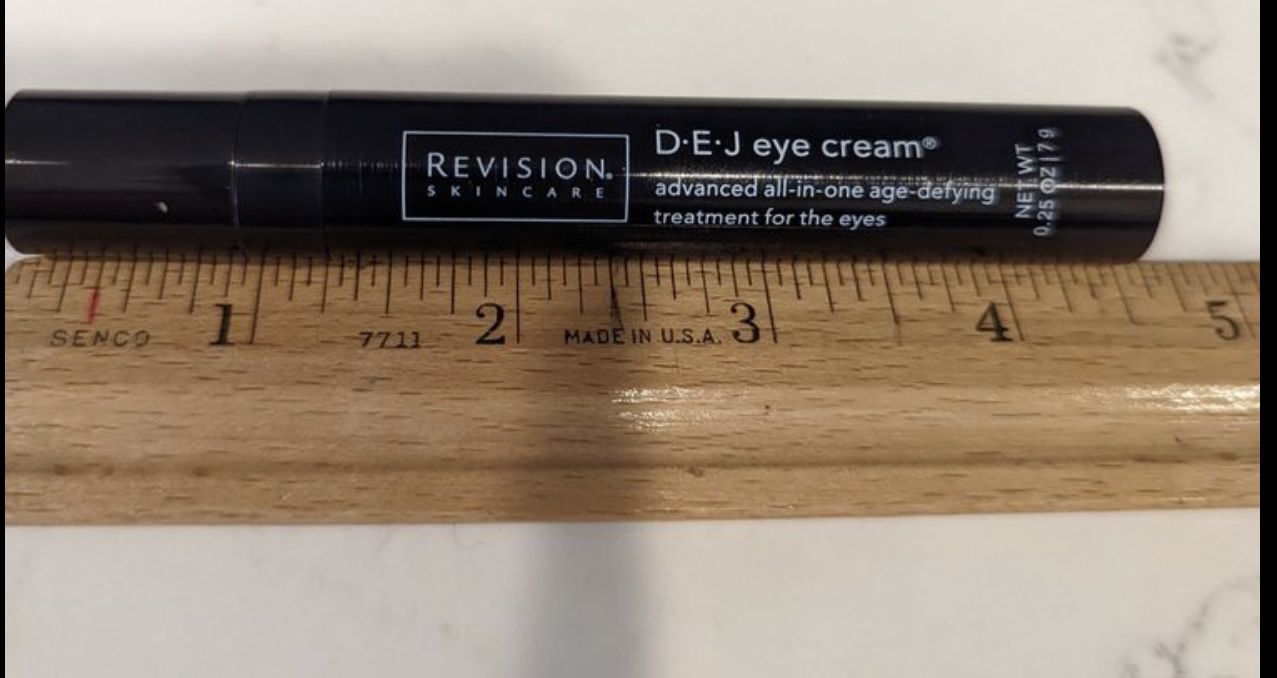 REVISION.
SKINCARE
D·E·J eye cream®
advanced all-in-one age-defying
treatment for the eyes
NET WT
0.25 OZ | 7 g
1 2 3 4 5
SENCO 7711 MADE IN U.S.A.